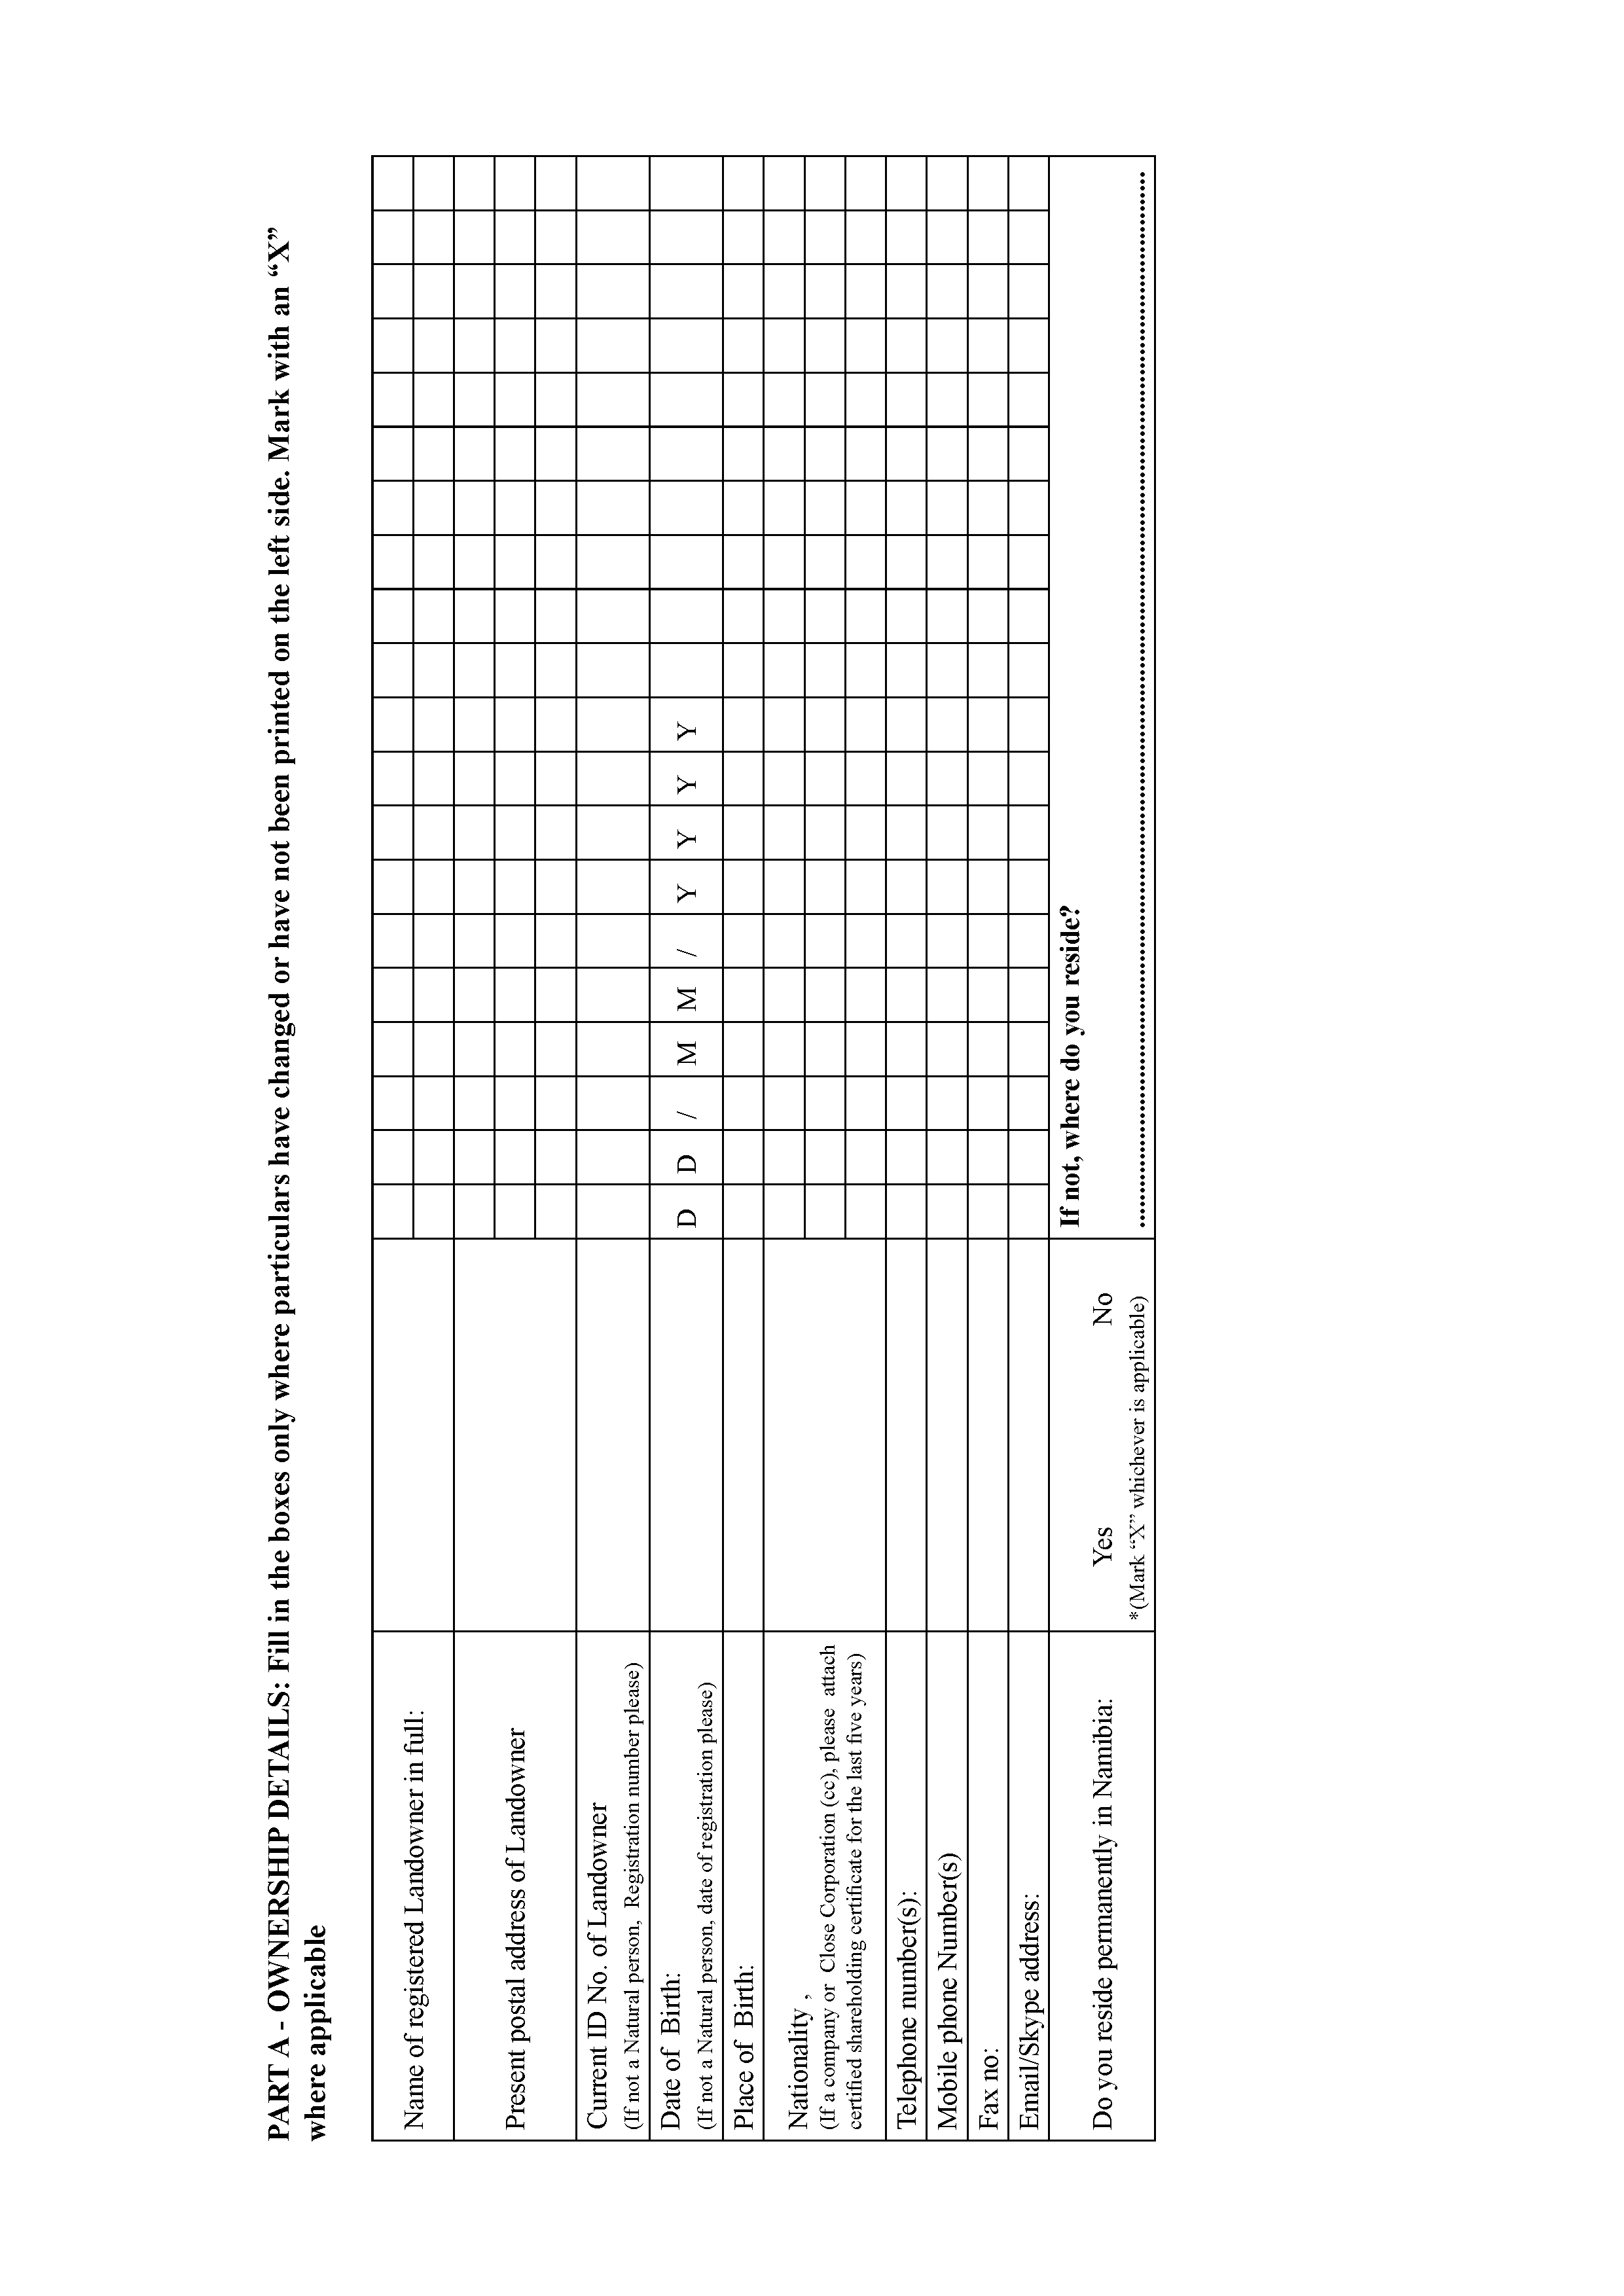 PART A - OWNERSHIP DETAILS: Fill in the boxes only where particulars have changed or have not been printed on the left side. Mark with an “X”
where applicable
Name of registered Landowner in full:
Present postal address of Landowner
Current ID No. of Landowner
(If not a Natural person, Registration number please)
Date of Birth:
(If not a Natural person, date of registration please)
D D / M M / Y Y Y Y
Place of Birth:
Nationality ,
(If a company or Close Corporation (cc), please attach
certified shareholding certificate for the last five years)
Telephone number(s):
Mobile phone Number(s)
Fax no:
Email/Skype address:
Do you reside permanently in Namibia:
Yes No
*(Mark “X” whichever is applicable)
If not, where do you reside?